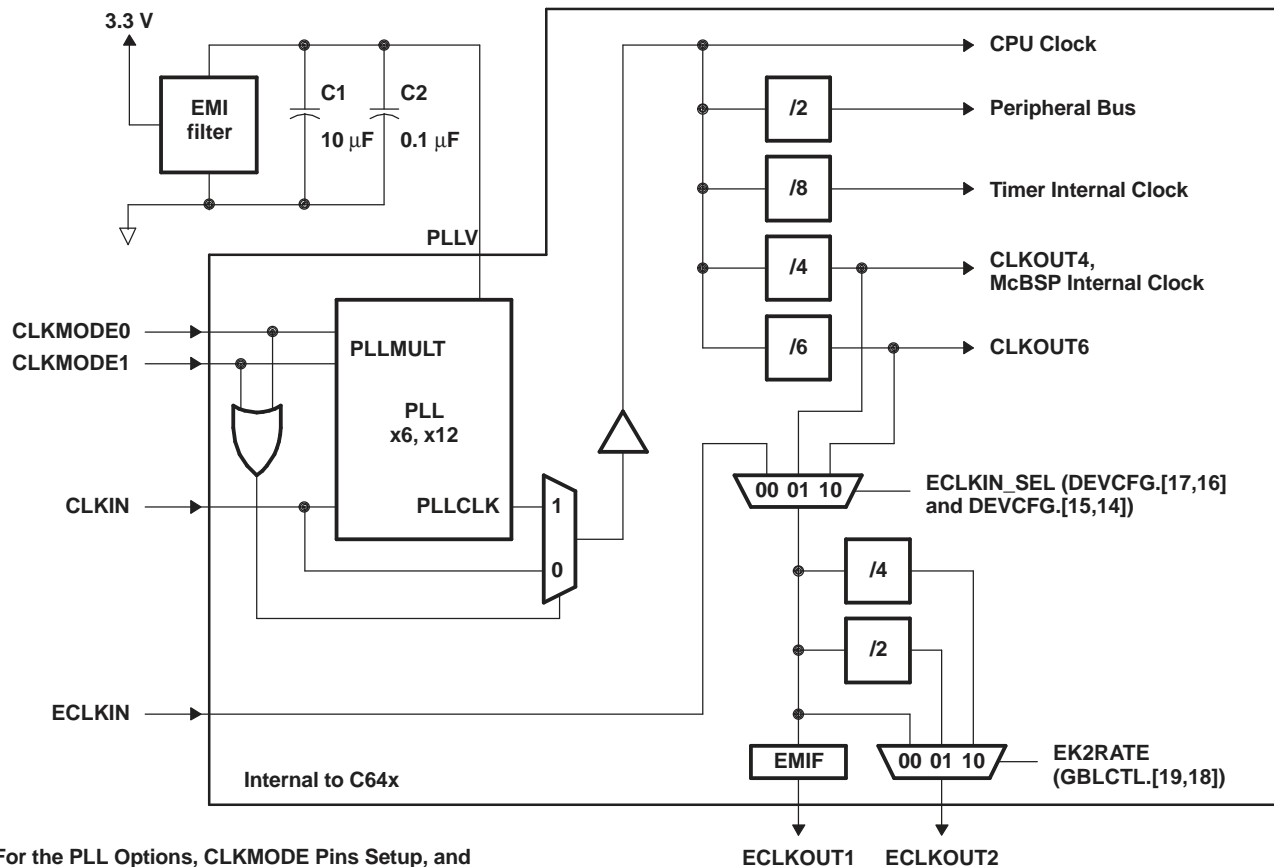 3.3 V
EMI
filter
C1
10 μF
C2
0.1 μF
PLLV
CLKMODE0
CLKMODE1
PLLMULT
PLL
x6, x12
CLKIN
PLLCLK
1
0
ECLKIN
Internal to C64x
CPU Clock
/2
Peripheral Bus
/8
Timer Internal Clock
/4
CLKOUT4,
McBSP Internal Clock
/6
CLKOUT6
00 01 10
ECLKIN_SEL (DEVCFG.[17,16]
and DEVCFG.[15,14])
/4
/2
EMIF
00 01 10
EK2RATE
(GBLCTL.[19,18])
ECLKOUT1
ECLKOUT2
For the PLL Options, CLKMODE Pins Setup, and